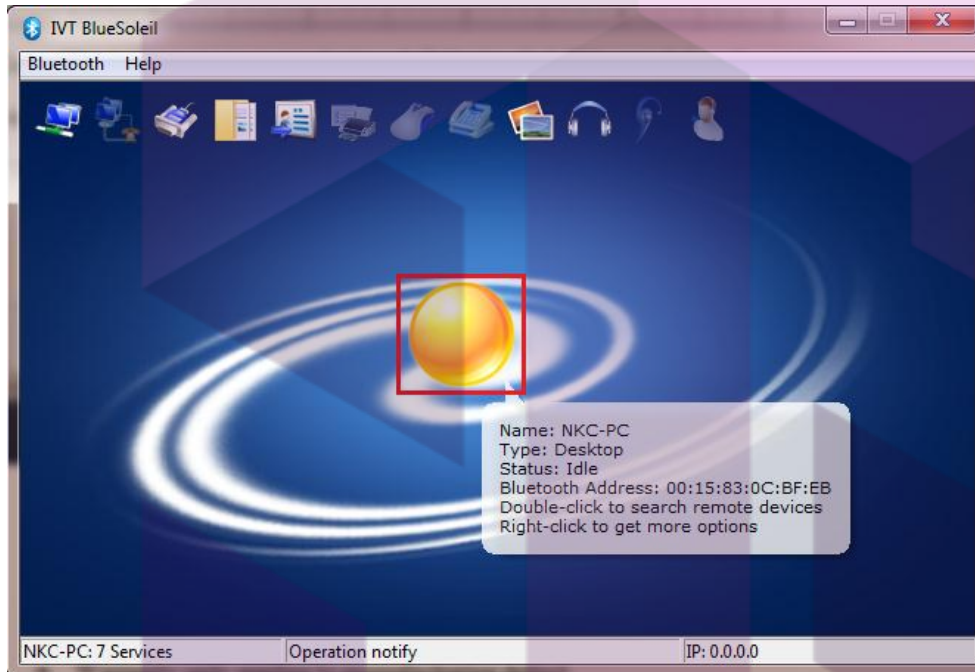 IVT BlueSoleil
Bluetooth Help
Name: NKC-PC
Type: Desktop
Status: Idle
Bluetooth Address: 00:15:83:0C:BF:EB
Double-click to search remote devices
Right-click to get more options
NKC-PC: 7 Services
Operation notify
IP: 0.0.0.0